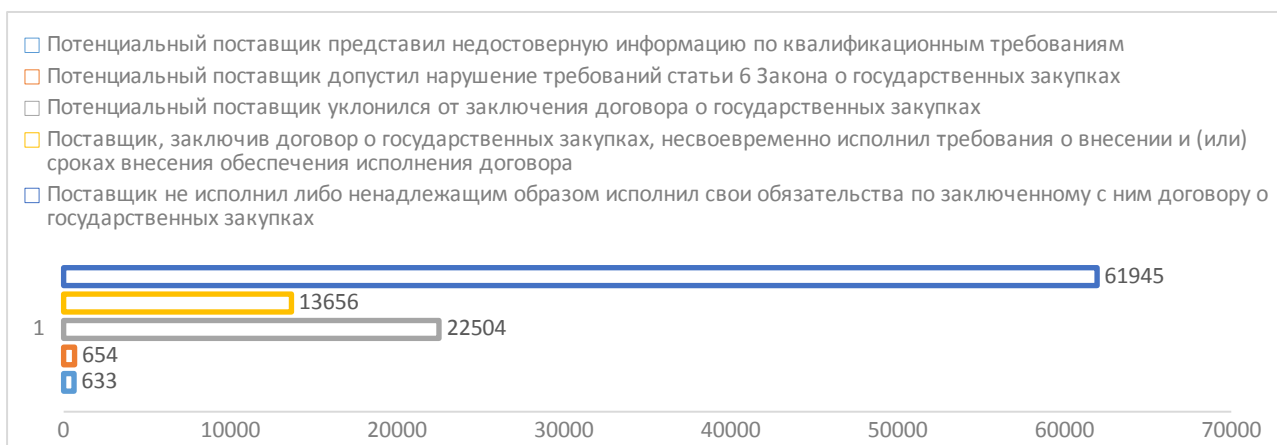 Потенциальный поставщик представил недостоверную информацию по квалификационным требованиям
Потенциальный поставщик допустил нарушение требований статьи 6 Закона о государственных закупках
Потенциальный поставщик уклонился от заключения договора о государственных закупках
Поставщик, заключив договор о государственных закупках, несвоевременно исполнил требования о внесении и (или)
сроках внесения обеспечения исполнения договора
Поставщик не исполнил либо ненадлежащим образом исполнил свои обязательства по заключенному с ним договору о
государственных закупках
61945
13656
1 22504
654
633
0 10000 20000 30000 40000 50000 60000 70000